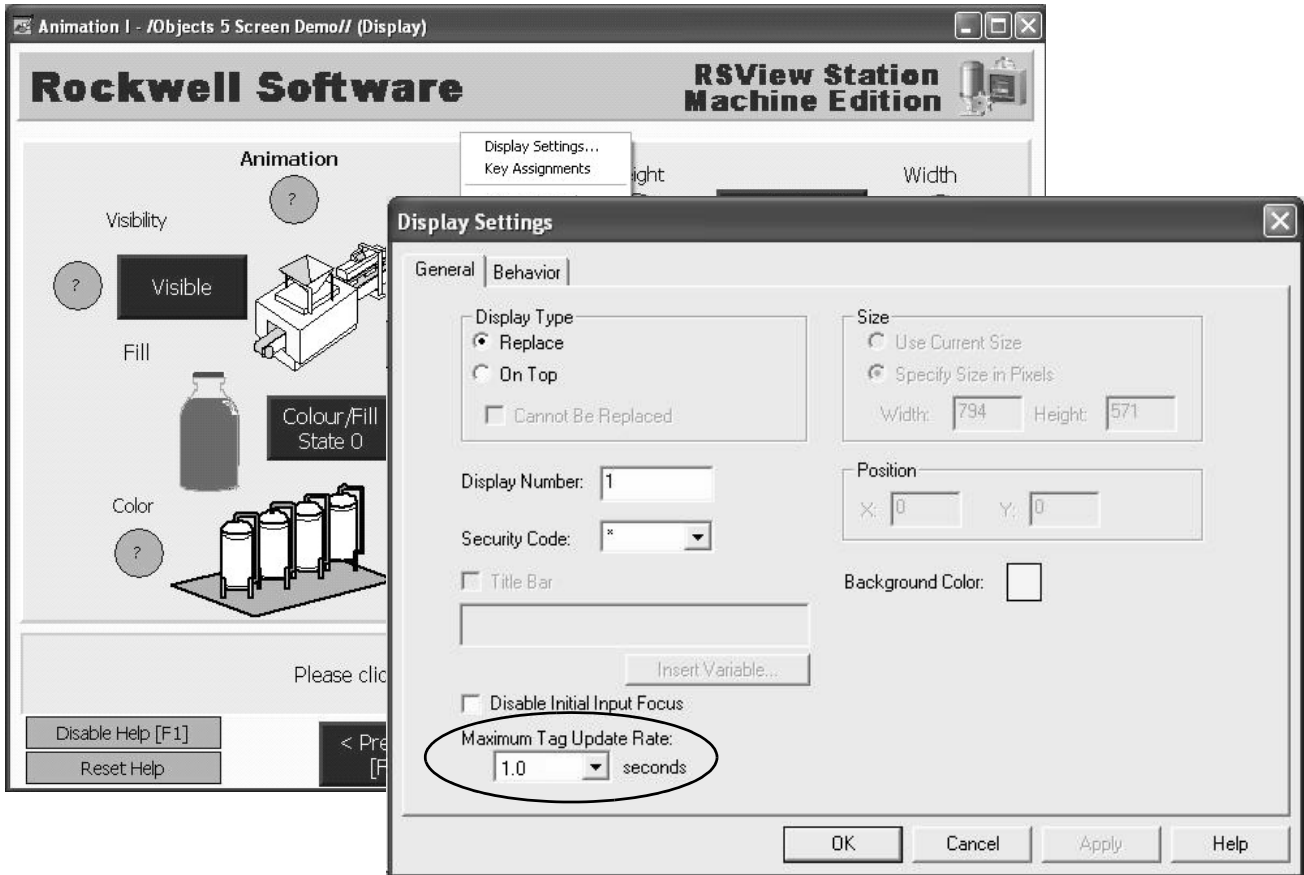 Animation I - /Objects 5 Screen Demo// (Display)
Rockwell Software
RSView Station
Machine Edition
Animation
?
Visibility
?
Visible
Fill
Colour/Fill
State 0
Color
?
Please clic
Disable Help [F1]
Reset Help
< Pre
[F
Display Settings...
Key Assignments
ight
Width
Display Settings
General
Behavior
Display Type
Replace
On Top
Cannot Be Replaced
Size
Use Current Size
Specify Size in Pixels
Width: 794 Height: 571
Display Number: 1
Security Code: *
Position
X: 0 Y: 0
Title Bar
Background Color:
Insert Variable...
Disable Initial Input Focus
Maximum Tag Update Rate:
1.0 seconds
OK Cancel Apply Help